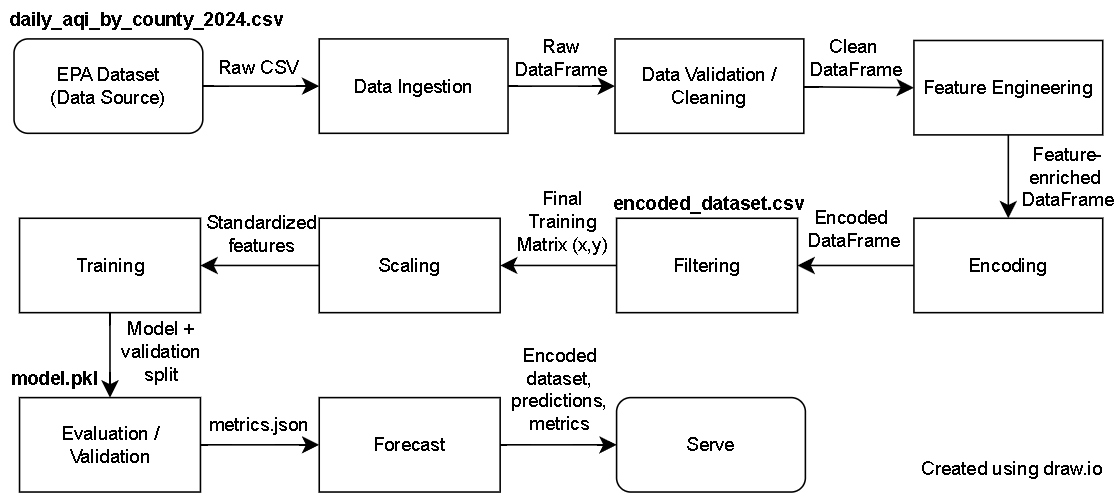 daily_aqi_by_county_2024.csv
EPA Dataset
(Data Source)
Raw CSV
Data Ingestion
Raw
DataFrame
Data Validation /
Cleaning
Clean
DataFrame
Feature Engineering
Feature-
enriched
DataFrame
Encoding
Encoded
DataFrame
encoded_dataset.csv
Filtering
Final
Training
Matrix (x,y)
Scaling
Standardized
features
Training
Model +
validation
split
model.pkl
Evaluation /
Validation
metrics.json
Forecast
Encoded
dataset,
predictions,
metrics
Serve
Created using draw.io